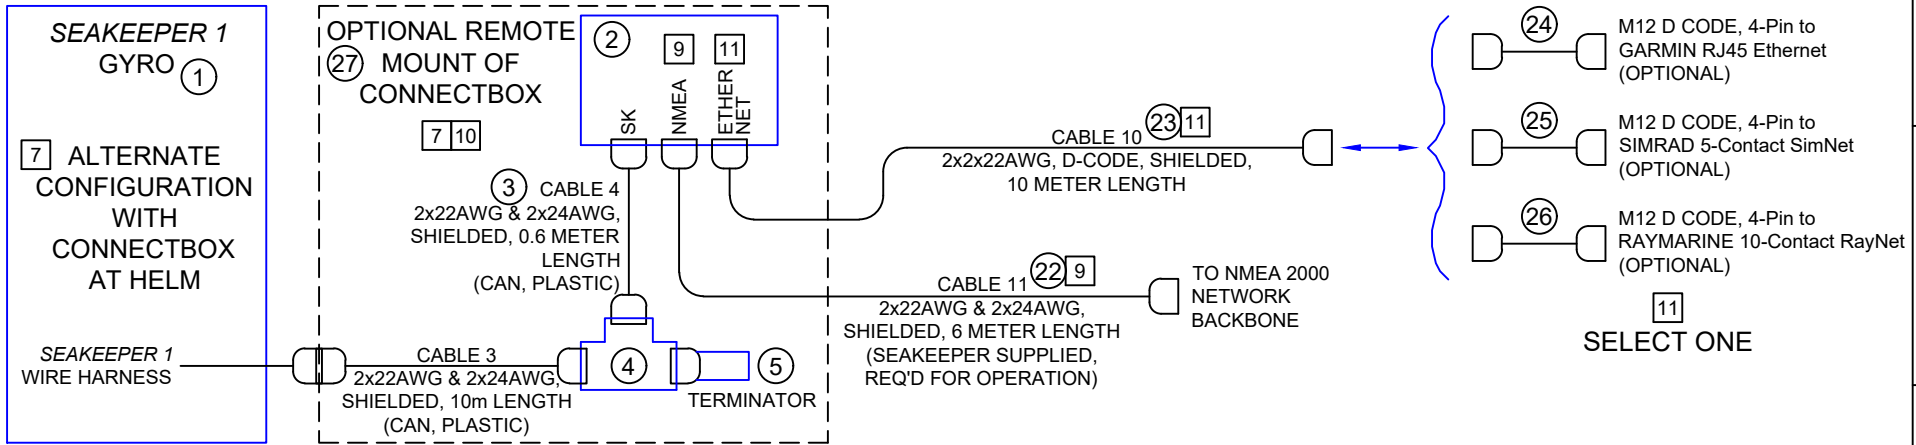 SEAKEEPER 1
GYRO 1
7 ALTERNATE
CONFIGURATION
WITH
CONNECTBOX
AT HELM
SEAKEEPER 1
WIRE HARNESS
OPTIONAL REMOTE
27 MOUNT OF
CONNECTBOX
7 10
2
9
11
SK
NMEA
ETHER
NET
3 CABLE 4
2x22AWG & 2x24AWG,
SHIELDED, 0.6 METER
LENGTH
(CAN, PLASTIC)
CABLE 3
2x22AWG & 2x24AWG,
SHIELDED, 10m LENGTH
(CAN, PLASTIC)
4
5
TERMINATOR
CABLE 10 23 11
2x2x22AWG, D-CODE, SHIELDED,
10 METER LENGTH
CABLE 11 22 9
2x22AWG & 2x24AWG,
SHIELDED, 6 METER LENGTH
(SEAKEEPER SUPPLIED,
REQ'D FOR OPERATION)
TO NMEA 2000
NETWORK
BACKBONE
24
M12 D CODE, 4-Pin to
GARMIN RJ45 Ethernet
(OPTIONAL)
25
M12 D CODE, 4-Pin to
SIMRAD 5-Contact SimNet
(OPTIONAL)
26
M12 D CODE, 4-Pin to
RAYMARINE 10-Contact RayNet
(OPTIONAL)
11
SELECT ONE